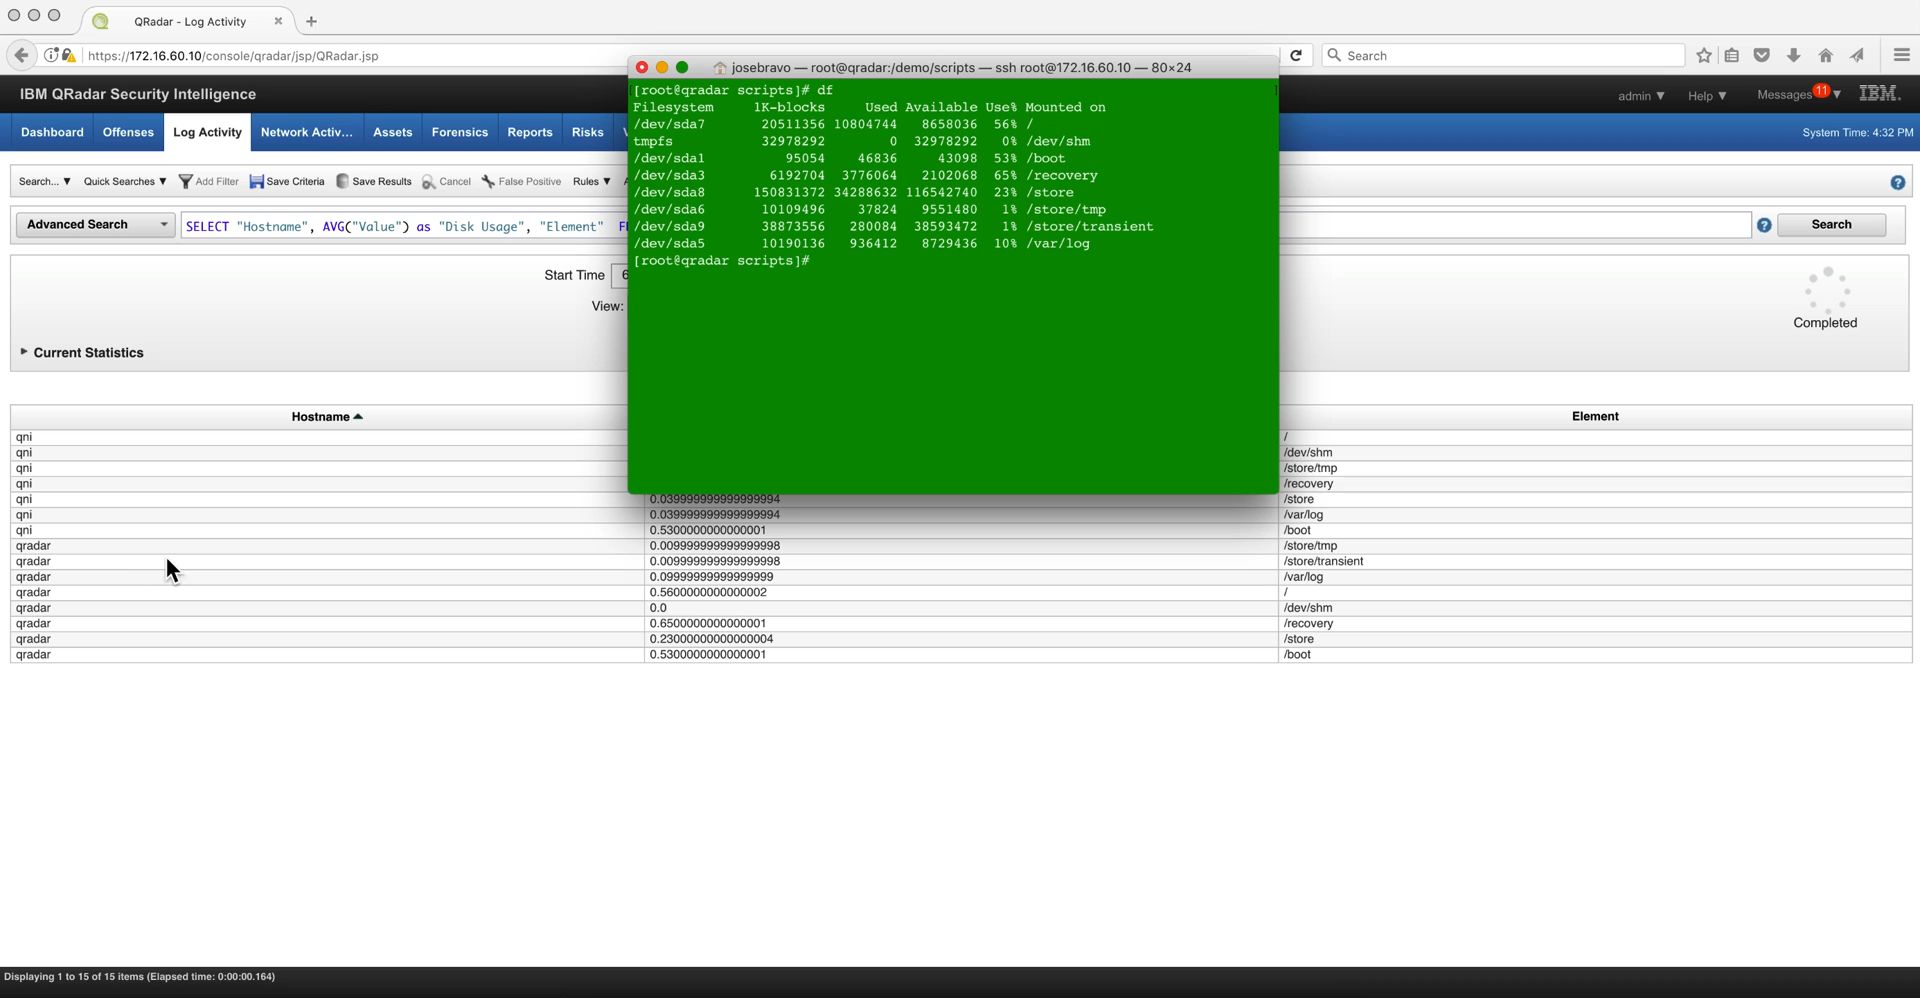 QRadar - Log Activity
https://172.16.60.10/console/qradar/jsp/QRadar.jsp
Search
josebravo — root@qradar:/demo/scripts — ssh root@172.16.60.10 — 80×24
IBM QRadar Security Intelligence
admin ▼ Help ▼ Messages 11 ▼ IBM
Dashboard Offenses Log Activity Network Activ... Assets Forensics Reports Risks
System Time: 4:32 PM
Search... ▼ Quick Searches ▼ Add Filter Save Criteria Save Results Cancel False Positive Rules ▼
Advanced Search
SELECT "Hostname", AVG("Value") as "Disk Usage", "Element"
Search
Start Time 6
View:
Completed
Current Statistics
[root@qradar scripts]# df
Filesystem 1K-blocks Used Available Use% Mounted on
/dev/sda7 20511356 10804744 8658036 56% /
tmpfs 32978292 0 32978292 0% /dev/shm
/dev/sda1 95054 46836 43098 53% /boot
/dev/sda3 6192704 3776064 2102068 65% /recovery
/dev/sda8 150831372 34288632 116542740 23% /store
/dev/sda6 10109496 37824 9551480 1% /store/tmp
/dev/sda9 38873556 280084 38593472 1% /store/transient
/dev/sda5 10190136 936412 8729436 10% /var/log
[root@qradar scripts]#
Hostname Element
qni /
qni /dev/shm
qni /store/tmp
qni /recovery
qni 0.039999999999999994 /store
qni 0.039999999999999994 /var/log
qni 0.5300000000000001 /boot
qradar 0.009999999999999998 /store/tmp
qradar 0.009999999999999998 /store/transient
qradar 0.09999999999999999 /var/log
qradar 0.5600000000000002 /
qradar 0.0 /dev/shm
qradar 0.6500000000000001 /recovery
qradar 0.23000000000000004 /store
qradar 0.5300000000000001 /boot
Displaying 1 to 15 of 15 items (Elapsed time: 0:00:00.164)